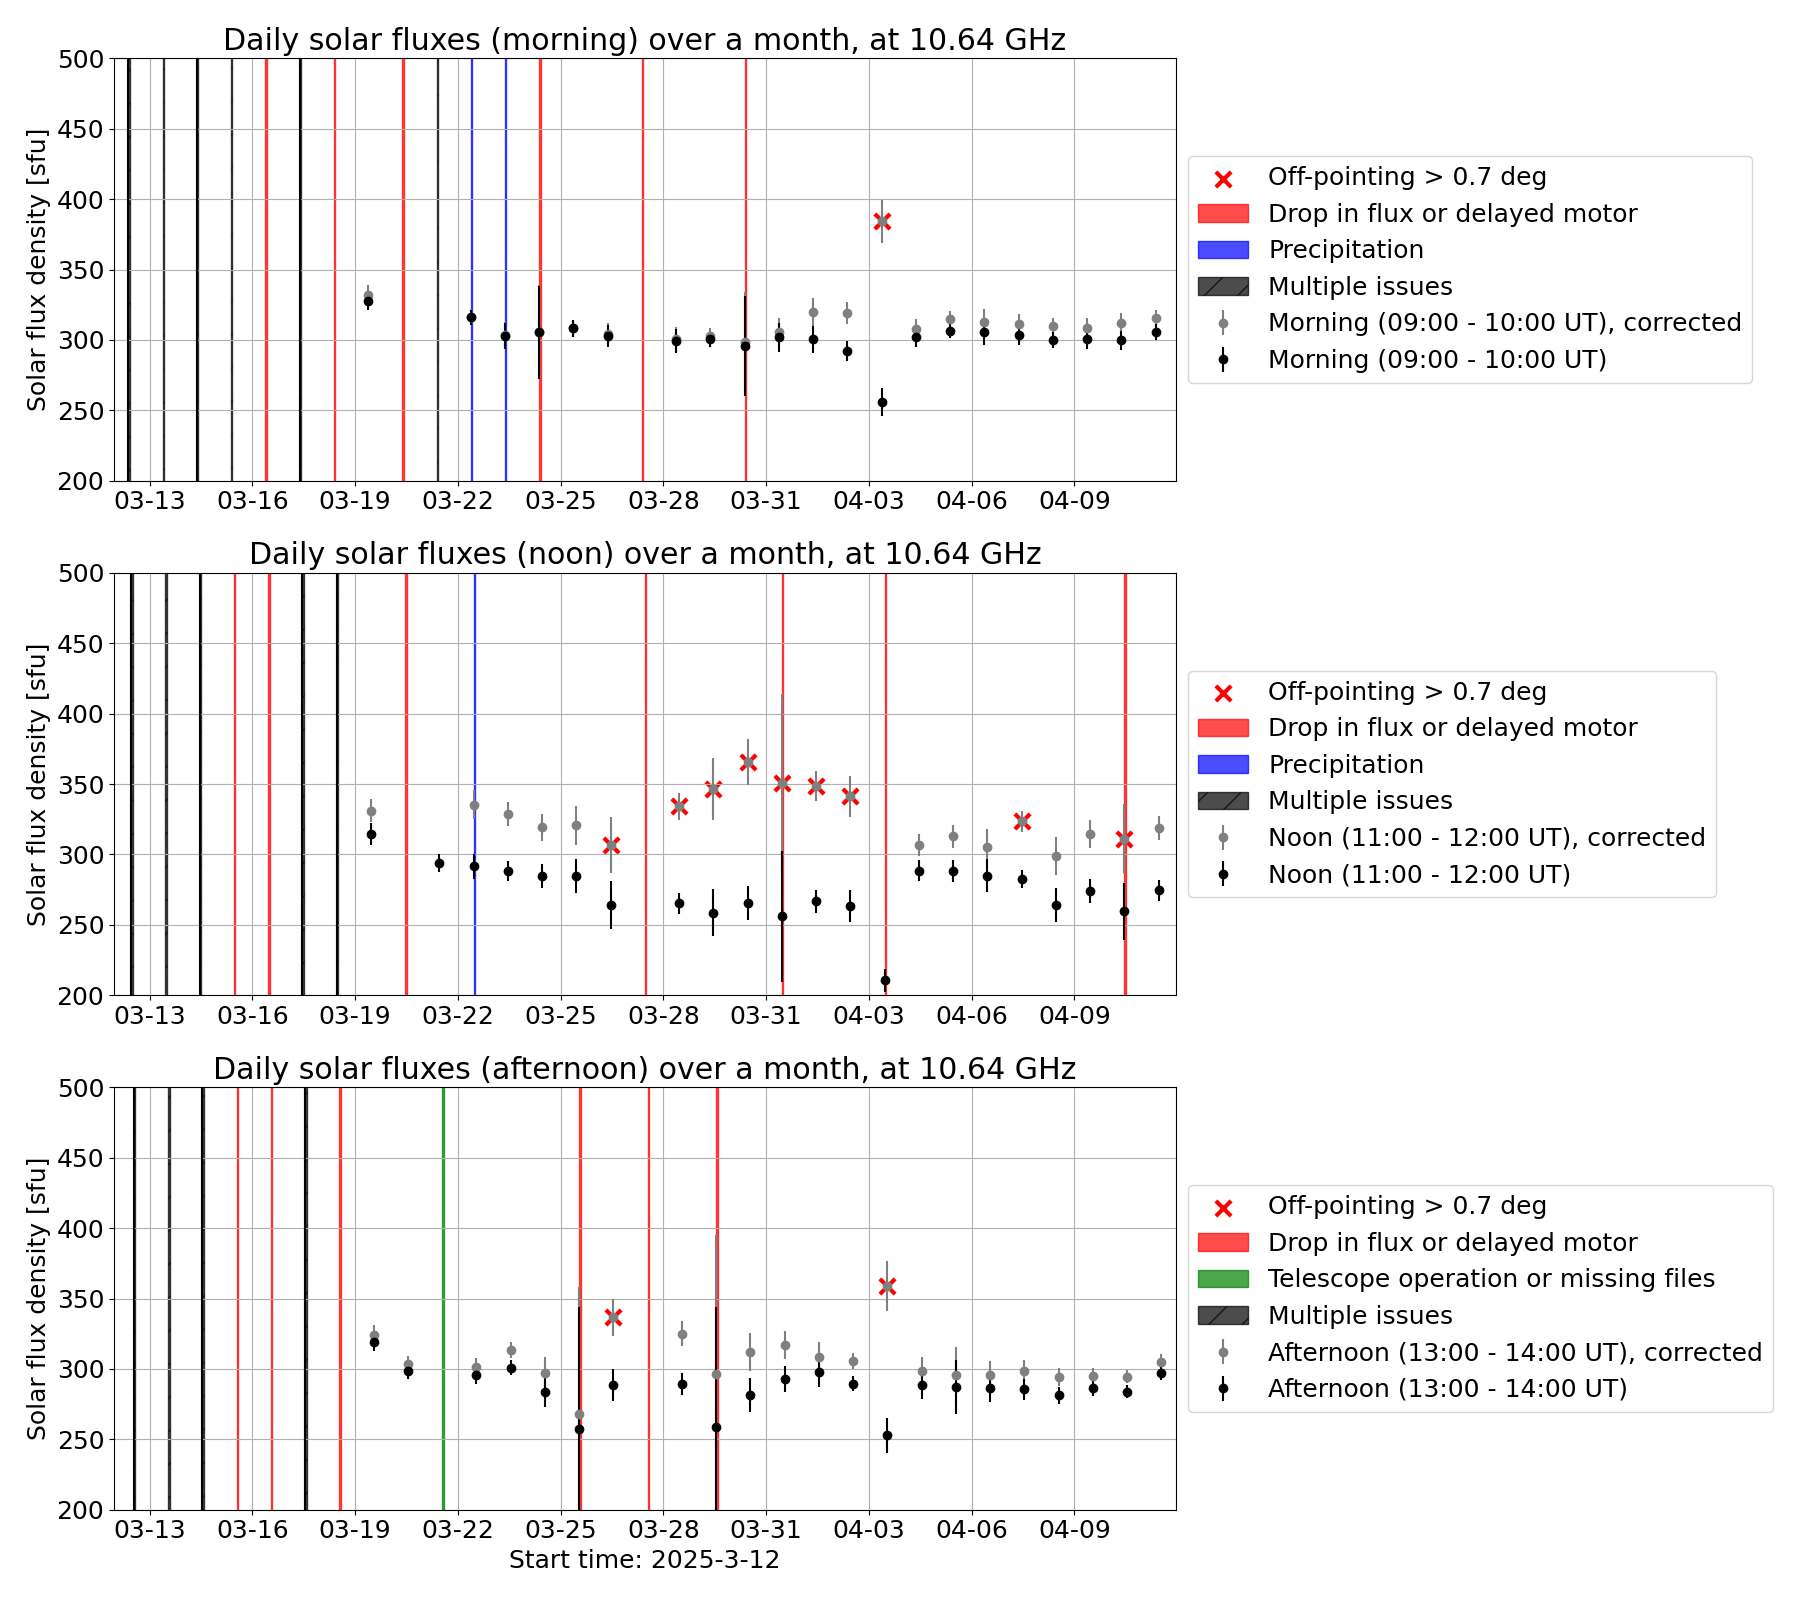 Daily solar fluxes (morning) over a month, at 10.64 GHz
Solar flux density [sfu]
500
450
400
350
300
250
200
03-13 03-16 03-19 03-22 03-25 03-28 03-31 04-03 04-06 04-09
Off-pointing > 0.7 deg
Drop in flux or delayed motor
Precipitation
Multiple issues
Morning (09:00 - 10:00 UT), corrected
Morning (09:00 - 10:00 UT)
Daily solar fluxes (noon) over a month, at 10.64 GHz
Solar flux density [sfu]
500
450
400
350
300
250
200
03-13 03-16 03-19 03-22 03-25 03-28 03-31 04-03 04-06 04-09
Off-pointing > 0.7 deg
Drop in flux or delayed motor
Precipitation
Multiple issues
Noon (11:00 - 12:00 UT), corrected
Noon (11:00 - 12:00 UT)
Daily solar fluxes (afternoon) over a month, at 10.64 GHz
Solar flux density [sfu]
500
450
400
350
300
250
200
03-13 03-16 03-19 03-22 03-25 03-28 03-31 04-03 04-06 04-09
Start time: 2025-3-12
Off-pointing > 0.7 deg
Drop in flux or delayed motor
Telescope operation or missing files
Multiple issues
Afternoon (13:00 - 14:00 UT), corrected
Afternoon (13:00 - 14:00 UT)